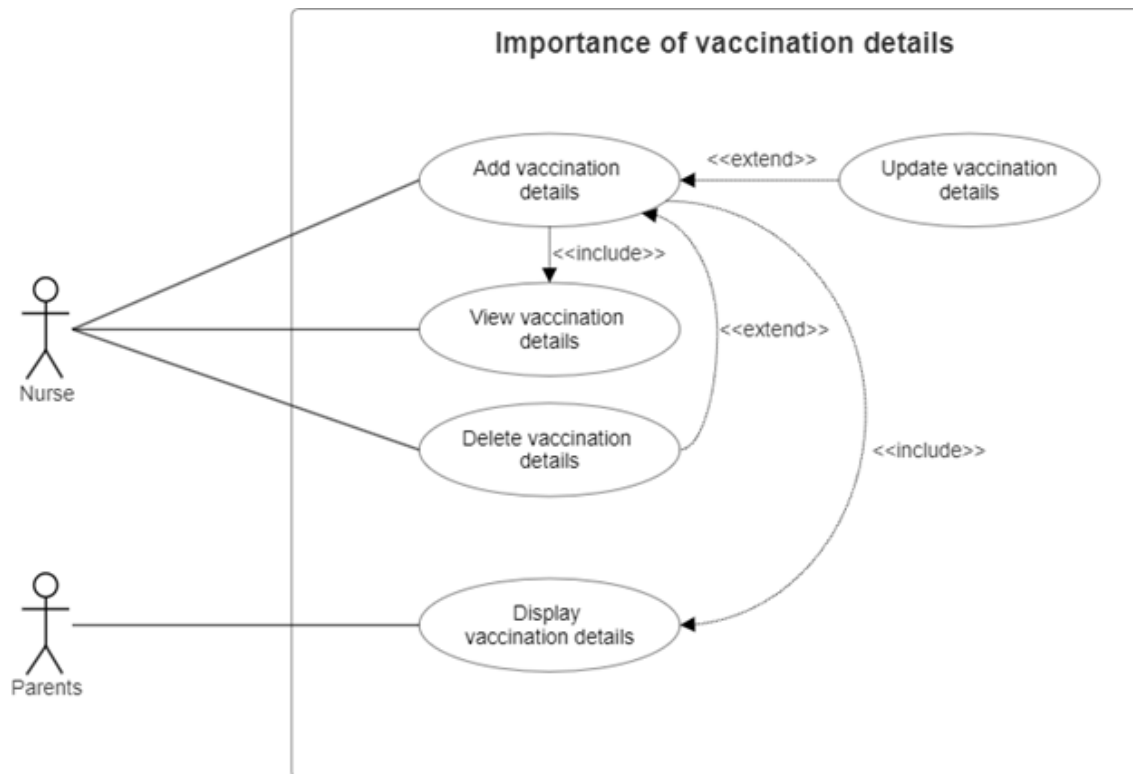 Importance of vaccination details
Add vaccination
details
<<extend>>
Update vaccination
details
<<include>>
View vaccination
details
<<extend>>
Nurse
Delete vaccination
details
<<include>>
Display
vaccination details
Parents